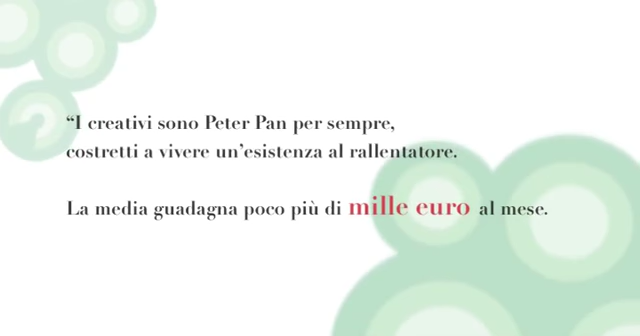 “I creativi sono Peter Pan per sempre,
costretti a vivere un’esistenza al rallentatore.
La media guadagna poco più di mille euro al mese.